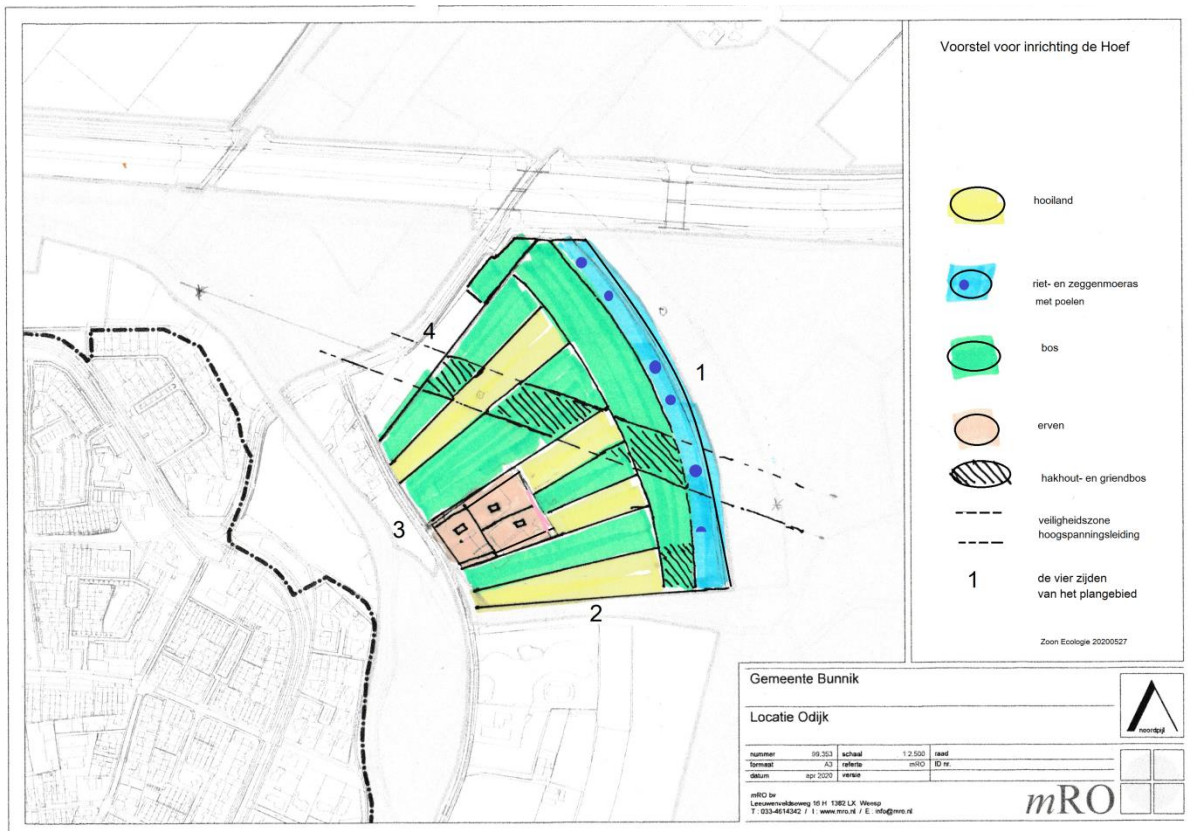 Voorstel voor inrichting de Hoef
hooiland
riet- en zeggenmoeras
met poelen
bos
erven
hakhout- en griendbos
veiligheidszone
hoogspanningsleiding
1
de vier zijden
van het plangebied
Zoon Ecologie 20200527
4
1
3
2
Gemeente Bunnik
Locatie Odijk
noordpijl
nummer 99.353 schaal 1:2.500 raad
formaat A3 referte mRO ID nr.
datum apr 2020 versie
mRO bv
Leeuwenveldseweg 16 H 1382 LX Weesp
T : 033-4614342 / I : www.mro.nl / E : info@mro.nl
mRO